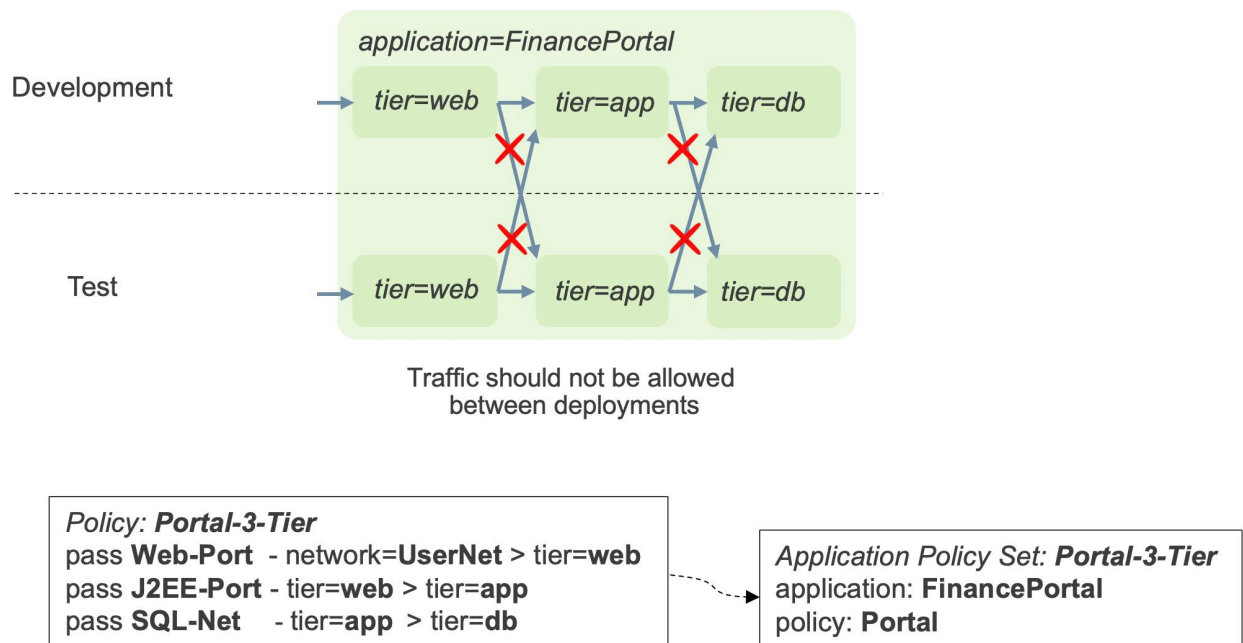 application=FinancePortal
Development
tier=web
tier=app
tier=db
Test
tier=web
tier=app
tier=db
Traffic should not be allowed
between deployments
Policy: Portal-3-Tier
pass Web-Port - network=UserNet > tier=web
pass J2EE-Port - tier=web > tier=app
pass SQL-Net - tier=app > tier=db
Application Policy Set: Portal-3-Tier
application: FinancePortal
policy: Portal